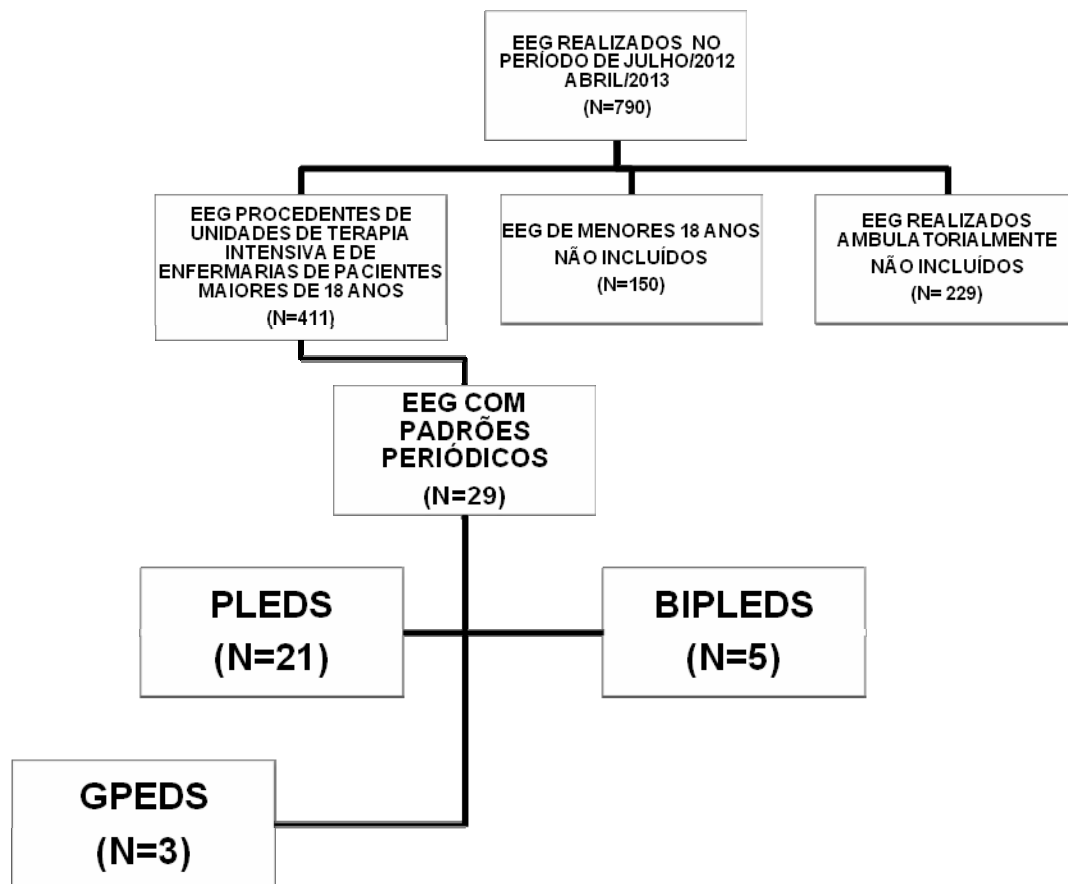 EEG REALIZADOS NO
PERÍODO DE JULHO/2012
ABRIL/2013
(N=790)
EEG PROCEDENTES DE
UNIDADES DE TERAPIA
INTENSIVA E DE
ENFERMARIAS DE PACIENTES
MAIORES DE 18 ANOS
(N=411)
EEG DE MENORES 18 ANOS
NÃO INCLUÍDOS
(N=150)
EEG REALIZADOS
AMBULATORIALMENTE
NÃO INCLUÍDOS
(N= 229)
EEG COM
PADRÕES
PERIÓDICOS
(N=29)
PLEDS
(N=21)
BIPLEDS
(N=5)
GPEDS
(N=3)